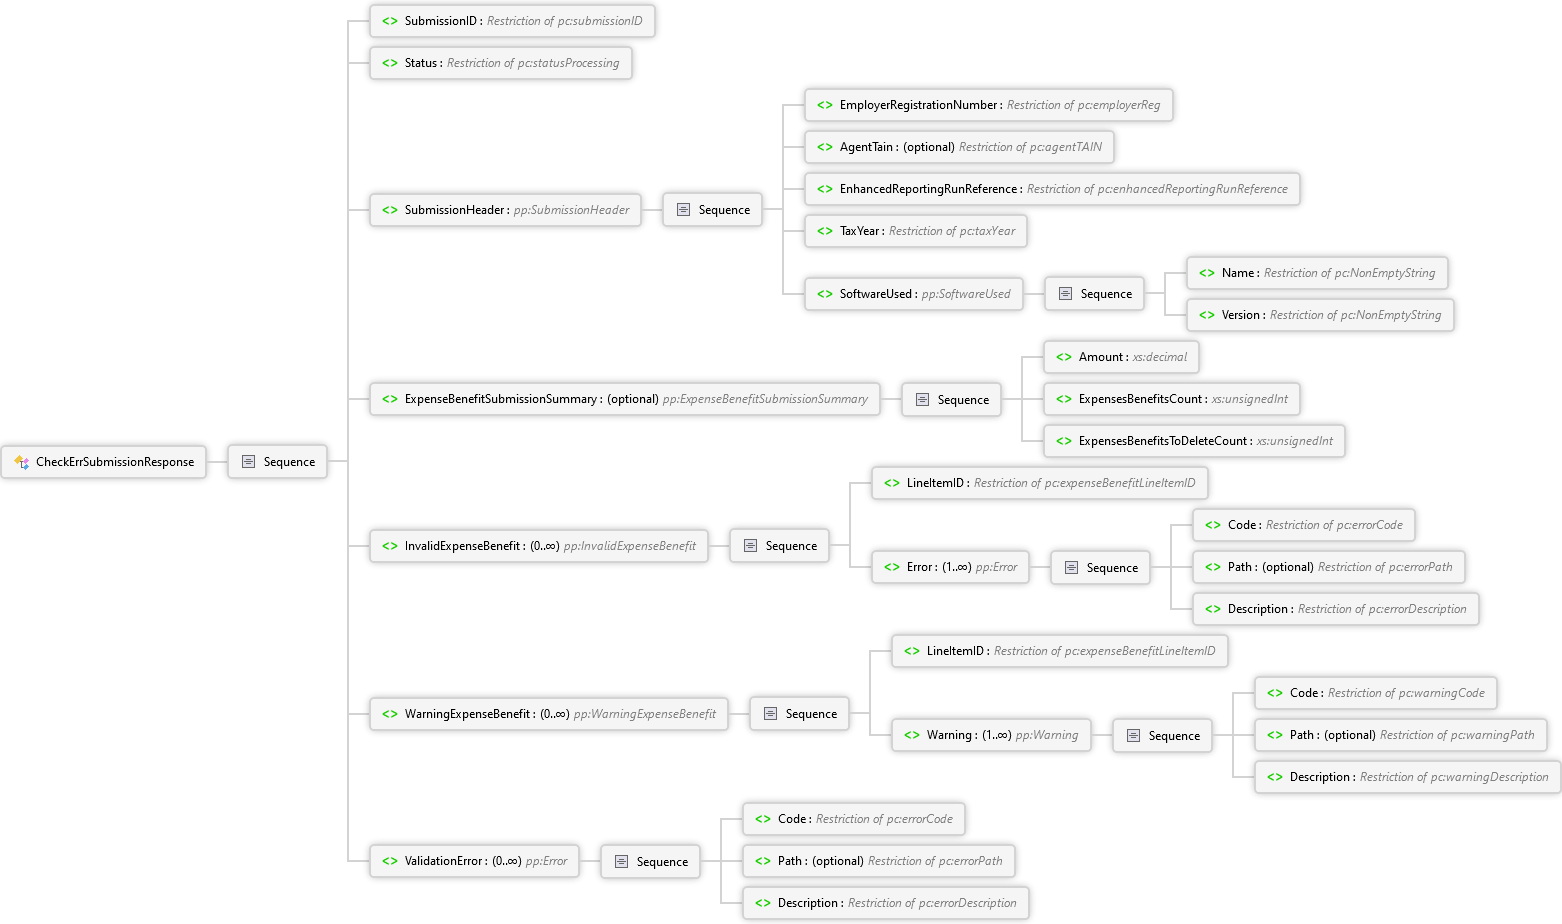 SubmissionID : Restriction of pc:submissionID
Status : Restriction of pc:statusProcessing
EmployerRegistrationNumber : Restriction of pc:employerReg
AgentTain : (optional) Restriction of pc:agentTAIN
EnhancedReportingRunReference : Restriction of pc:enhancedReportingRunReference
SubmissionHeader : pp:SubmissionHeader
Sequence
TaxYear : Restriction of pc:taxYear
Name : Restriction of pc:NonEmptyString
SoftwareUsed : pp:SoftwareUsed
Sequence
Version : Restriction of pc:NonEmptyString
Amount : xs:decimal
ExpenseBenefitSubmissionSummary : (optional) pp:ExpenseBenefitSubmissionSummary
Sequence
ExpensesBenefitsCount : xs:unsignedInt
ExpensesBenefitsToDeleteCount : xs:unsignedInt
CheckErrSubmissionResponse
Sequence
LineItemID : Restriction of pc:expenseBenefitLineItemID
Code : Restriction of pc:errorCode
InvalidExpenseBenefit : (0..∞) pp:InvalidExpenseBenefit
Sequence
Error : (1..∞) pp:Error
Sequence
Path : (optional) Restriction of pc:errorPath
Description : Restriction of pc:errorDescription
LineItemID : Restriction of pc:expenseBenefitLineItemID
Code : Restriction of pc:warningCode
WarningExpenseBenefit : (0..∞) pp:WarningExpenseBenefit
Sequence
Warning : (1..∞) pp:Warning
Sequence
Path : (optional) Restriction of pc:warningPath
Description : Restriction of pc:warningDescription
Code : Restriction of pc:errorCode
ValidationError : (0..∞) pp:Error
Sequence
Path : (optional) Restriction of pc:errorPath
Description : Restriction of pc:errorDescription